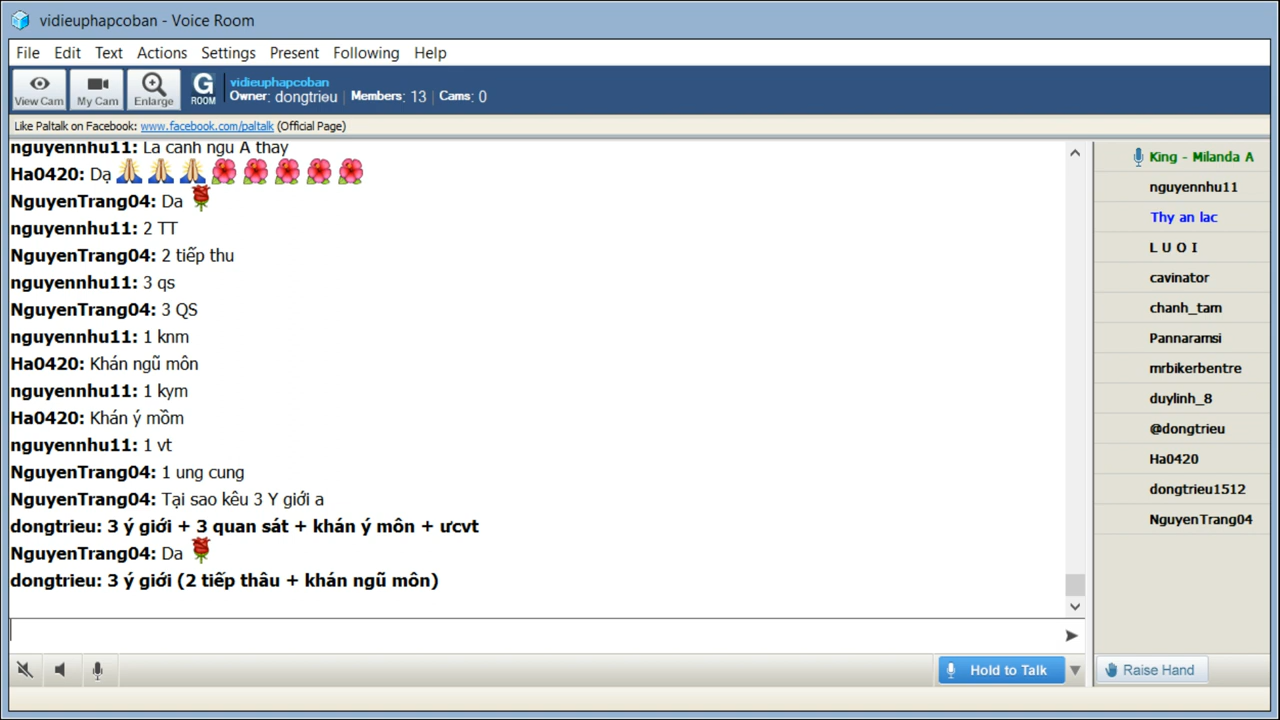 vidieuphapcoban - Voice Room
File Edit Text Actions Settings Present Following Help
View Cam My Cam Enlarge G ROOM
vidieuphapcoban
Owner: dongtrieu | Members: 13 | Cams: 0
Like Paltalk on Facebook: www.facebook.com/paltalk (Official Page)
nguyennhu11: La canh ngu A thay
Ha0420: Dạ 🙏 🙏 🙏 🌺 🌺 🌺 🌺 🌺
NguyenTrang04: Da 🌹
nguyennhu11: 2 TT
NguyenTrang04: 2 tiếp thu
nguyennhu11: 3 qs
NguyenTrang04: 3 QS
nguyennhu11: 1 knm
Ha0420: Khán ngũ môn
nguyennhu11: 1 kym
Ha0420: Khán ý mồm
nguyennhu11: 1 vt
NguyenTrang04: 1 ung cung
NguyenTrang04: Tại sao kêu 3 Y giới a
dongtrieu: 3 ý giới + 3 quan sát + khán ý môn + ưcvt
NguyenTrang04: Da 🌹
dongtrieu: 3 ý giới (2 tiếp thâu + khán ngũ môn)
King - Milanda A
nguyennhu11
Thy an lac
L U O I
cavinator
chanh_tam
Pannaramsi
mrbikerbentre
duylinh_8
@dongtrieu
Ha0420
dongtrieu1512
NguyenTrang04
Hold to Talk
Raise Hand